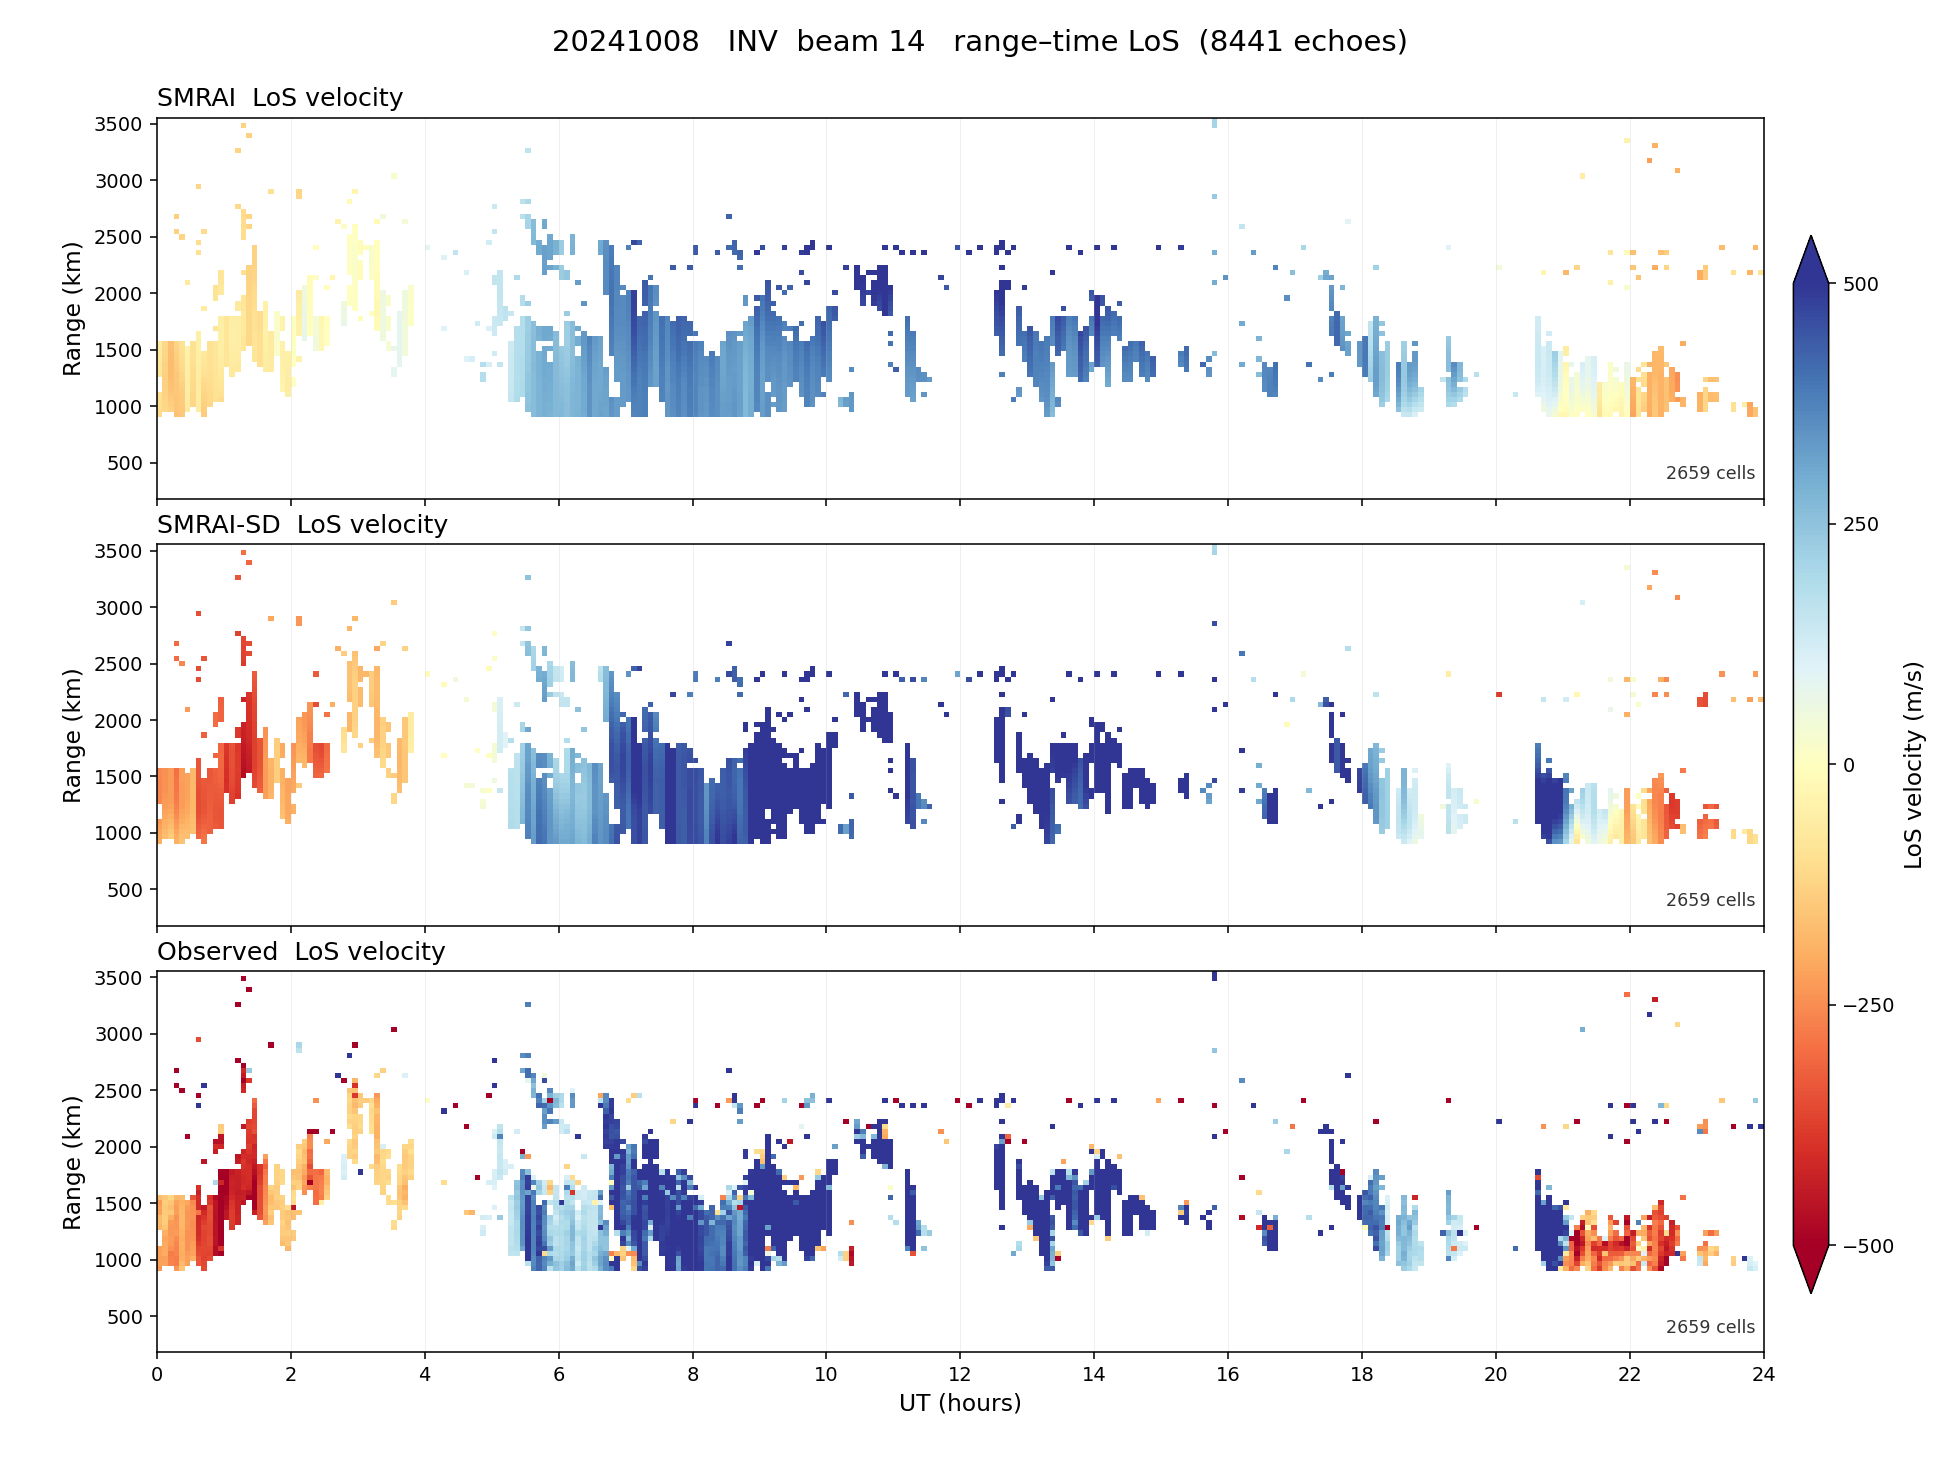 20241008   INV  beam 14   range–time LoS  (8441 echoes)
SMRAI  LoS velocity
3500
3000
2500
2000
1500
1000
500
Range (km)
2659 cells
SMRAI-SD  LoS velocity
3500
3000
2500
2000
1500
1000
500
Range (km)
2659 cells
Observed  LoS velocity
3500
3000
2500
2000
1500
1000
500
Range (km)
2659 cells
0 2 4 6 8 10 12 14 16 18 20 22 24
UT (hours)
500
250
0
−250
−500
LoS velocity (m/s)